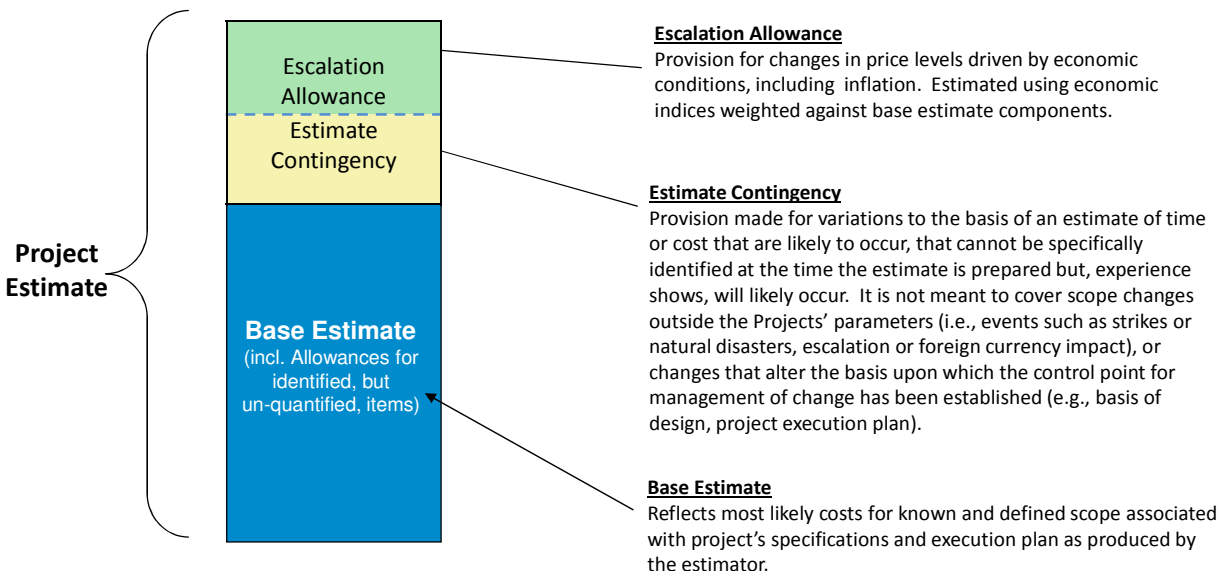 Project
Estimate
Escalation
Allowance
Estimate
Contingency
Base Estimate
(incl. Allowances for
identified, but
un-quantified, items)
Escalation Allowance
Provision for changes in price levels driven by economic
conditions, including inflation. Estimated using economic
indices weighted against base estimate components.
Estimate Contingency
Provision made for variations to the basis of an estimate of time
or cost that are likely to occur, that cannot be specifically
identified at the time the estimate is prepared but, experience
shows, will likely occur. It is not meant to cover scope changes
outside the Projects' parameters (i.e., events such as strikes or
natural disasters, escalation or foreign currency impact), or
changes that alter the basis upon which the control point for
management of change has been established (e.g., basis of
design, project execution plan).
Base Estimate
Reflects most likely costs for known and defined scope associated
with project's specifications and execution plan as produced by
the estimator.